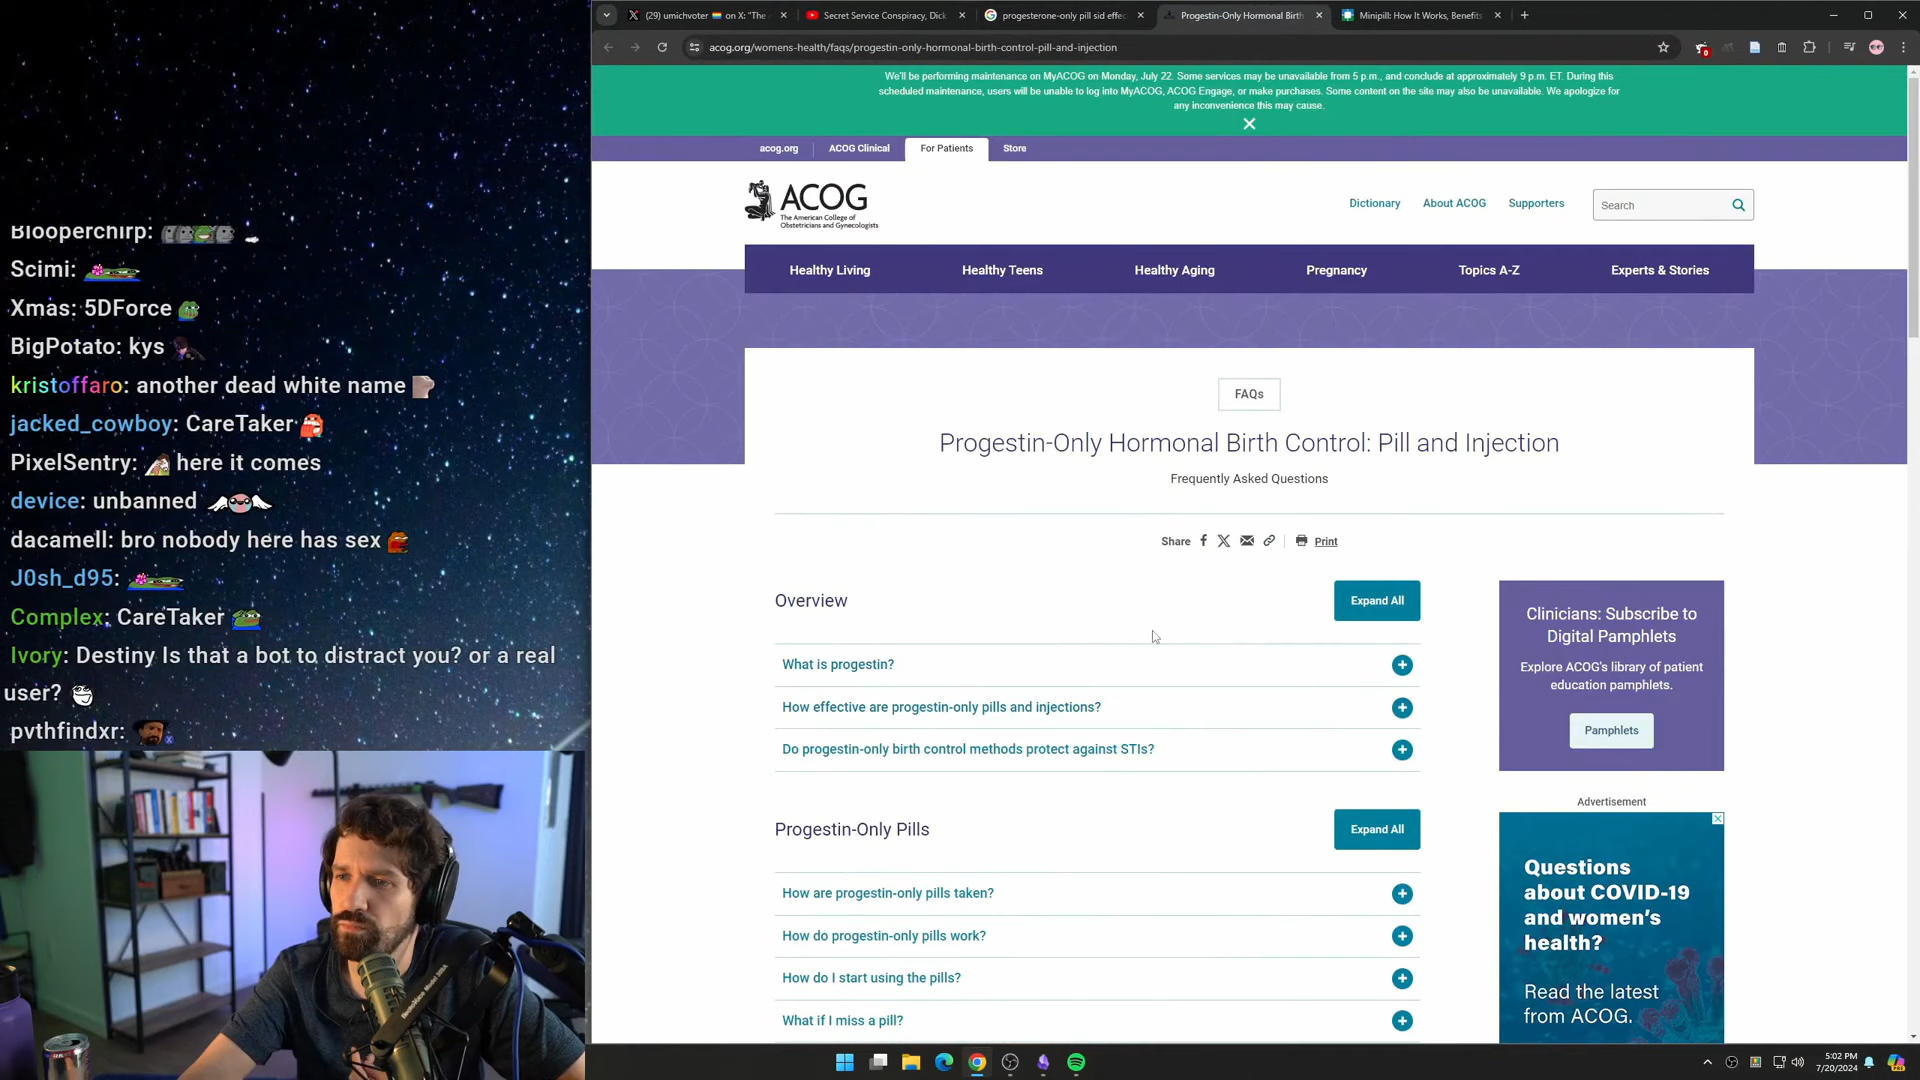 (29) umichvoter on X: "The
Secret Service Conspiracy, Dick
progesterone-only pill sid effec
Progestin-Only Hormonal Birth
Minipill: How It Works, Benefits
acog.org/womens-health/faqs/progestin-only-hormonal-birth-control-pill-and-injection
We'll be performing maintenance on MyACOG on Monday, July 22. Some services may be unavailable from 5 p.m., and conclude at approximately 9 p.m. ET. During this
scheduled maintenance, users will be unable to log into MyACOG, ACOG Engage, or make purchases. Some content on the site may also be unavailable. We apologize for
any inconvenience this may cause.
acog.org
ACOG Clinical
For Patients
Store
ACOG
The American College of
Obstetricians and Gynecologists
Dictionary
About ACOG
Supporters
Search
Healthy Living
Healthy Teens
Healthy Aging
Pregnancy
Topics A-Z
Experts & Stories
FAQs
Progestin-Only Hormonal Birth Control: Pill and Injection
Frequently Asked Questions
Share
Print
Overview
Expand All
What is progestin?
How effective are progestin-only pills and injections?
Do progestin-only birth control methods protect against STIs?
Progestin-Only Pills
Expand All
How are progestin-only pills taken?
How do progestin-only pills work?
How do I start using the pills?
What if I miss a pill?
Clinicians: Subscribe to
Digital Pamphlets
Explore ACOG's library of patient
education pamphlets.
Pamphlets
Advertisement
Questions
about COVID-19
and women's
health?
Read the latest
from ACOG.
Blooperchirp:
Scimi:
Xmas: 5DForce
BigPotato: kys
kristoffaro: another dead white name
jacked_cowboy: CareTaker
PixelSentry: here it comes
device: unbanned
dacamell: bro nobody here has sex
J0sh_d95:
Complex: CareTaker
Ivory: Destiny Is that a bot to distract you? or a real
user?
pvthfindxr:
5:02 PM
7/20/2024